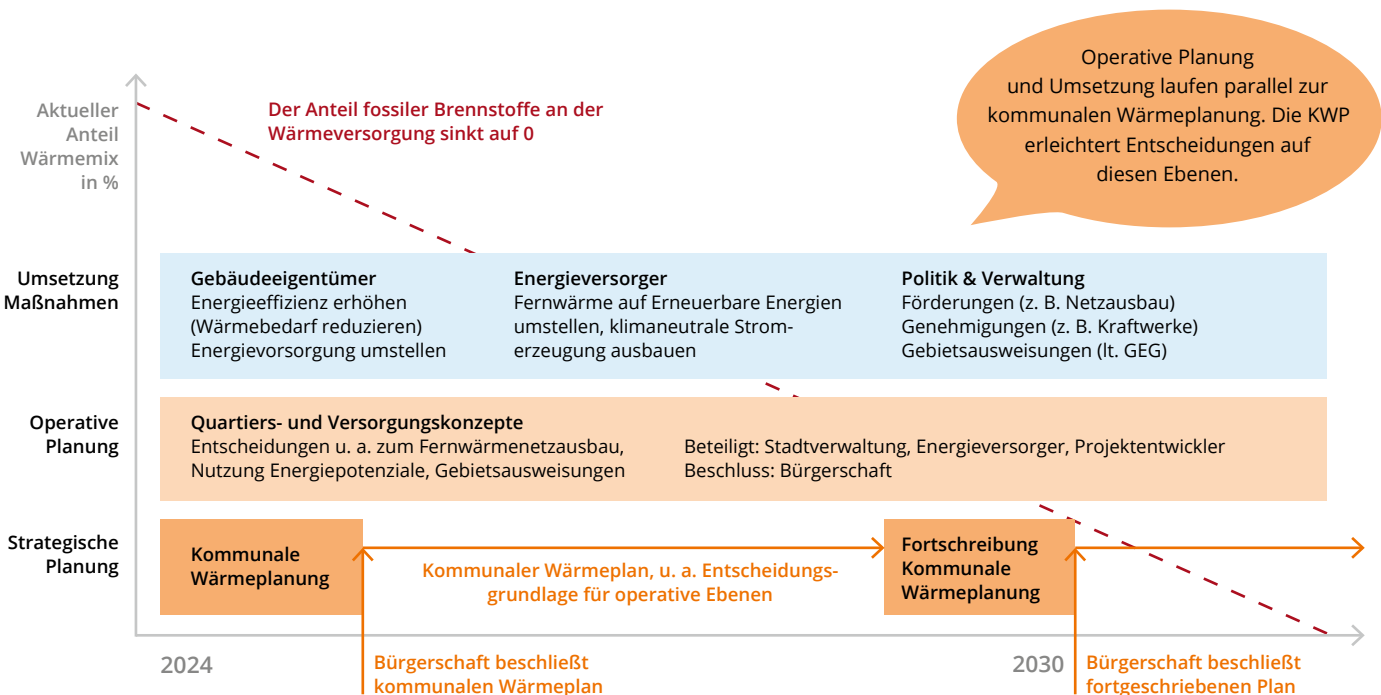 Operative Planung
und Umsetzung laufen parallel zur
kommunalen Wärmeplanung. Die KWP
erleichtert Entscheidungen auf
diesen Ebenen.
Aktueller
Anteil
Wärmemix
in %
Der Anteil fossiler Brennstoffe an der
Wärmeversorgung sinkt auf 0
Umsetzung
Maßnahmen
Gebäudeeigentümer
Energieeffizienz erhöhen
(Wärmebedarf reduzieren)
Energievorsorgung umstellen
Energieversorger
Fernwärme auf Erneuerbare Energien
umstellen, klimaneutrale Strom-
erzeugung ausbauen
Politik & Verwaltung
Förderungen (z. B. Netzausbau)
Genehmigungen (z. B. Kraftwerke)
Gebietsausweisungen (lt. GEG)
Operative
Planung
Quartiers- und Versorgungskonzepte
Entscheidungen u. a. zum Fernwärmenetzausbau,
Nutzung Energiepotenziale, Gebietsausweisungen
Beteiligt: Stadtverwaltung, Energieversorger, Projektentwickler
Beschluss: Bürgerschaft
Strategische
Planung
Kommunale
Wärmeplanung
Kommunaler Wärmeplan, u. a. Entscheidungs-
grundlage für operative Ebenen
Fortschreibung
Kommunale
Wärmeplanung
2024
Bürgerschaft beschließt
kommunalen Wärmeplan
2030
Bürgerschaft beschließt
fortgeschriebenen Plan